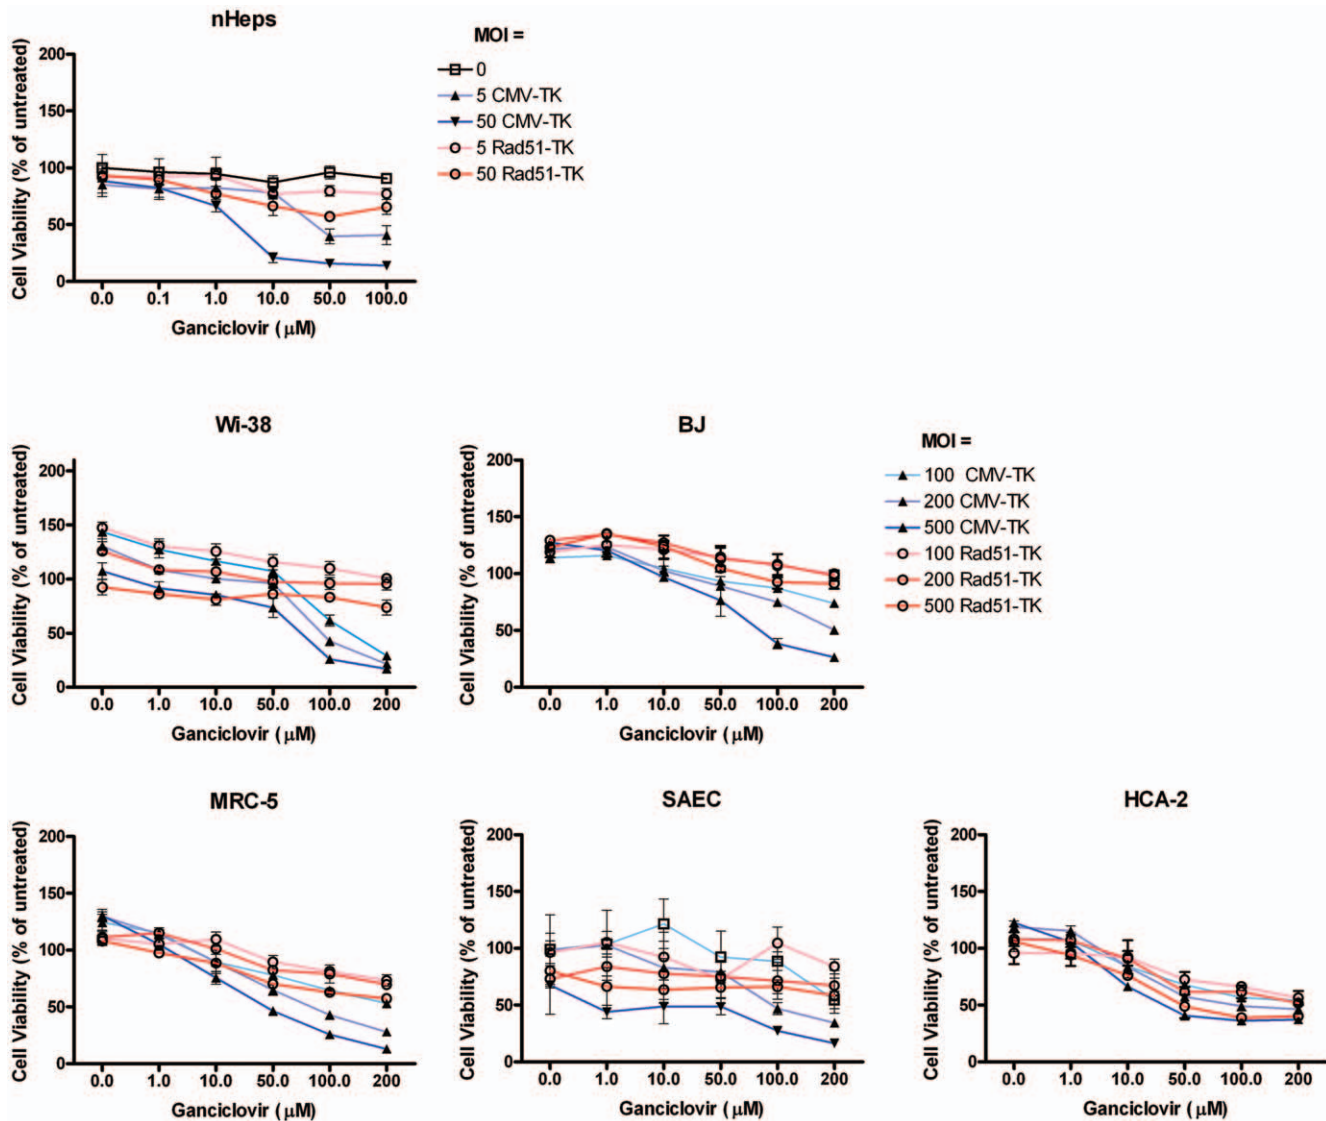 nHeps
Cell Viability (% of untreated)
200
150
100
50
0
0.0 0.1 1.0 10.0 50.0 100.0
Ganciclovir ( μM)
MOI =
0
5 CMV-TK
50 CMV-TK
5 Rad51-TK
50 Rad51-TK
Wi-38
Cell Viability (% of untreated)
200
150
100
50
0
0.0 1.0 10.0 50.0 100.0 200
Ganciclovir ( μM)
BJ
Cell Viability (% of untreated)
200
150
100
50
0
0.0 1.0 10.0 50.0 100.0 200
Ganciclovir ( μM)
MOI =
100 CMV-TK
200 CMV-TK
500 CMV-TK
100 Rad51-TK
200 Rad51-TK
500 Rad51-TK
MRC-5
Cell Viability (% of untreated)
200
150
100
50
0
0.0 1.0 10.0 50.0 100.0 200
Ganciclovir ( μM)
SAEC
Cell Viability (% of untreated)
200
150
100
50
0
0.0 1.0 10.0 50.0 100.0 200
Ganciclovir ( μM)
HCA-2
Cell Viability (% of untreated)
200
150
100
50
0
0.0 1.0 10.0 50.0 100.0 200
Ganciclovir ( μM)